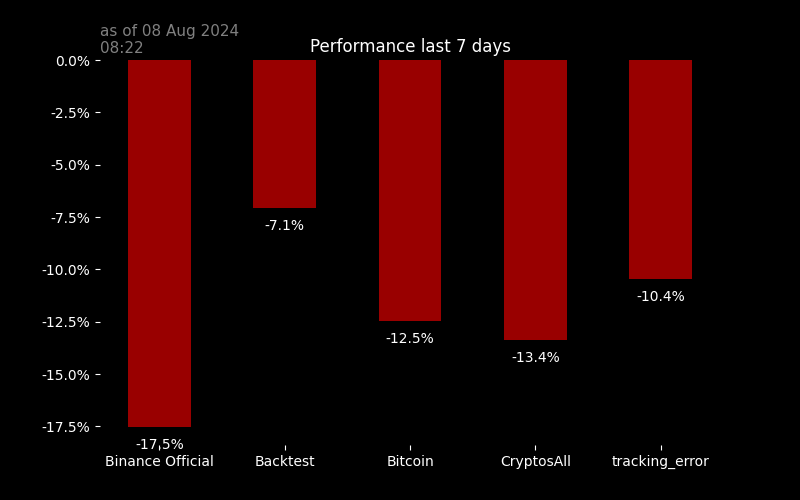 as of 08 Aug 2024
08:22
Performance last 7 days
0.0%
-2.5%
-5.0%
-7.5%
-10.0%
-12.5%
-15.0%
-17.5%
-17.5%
-7.1%
-12.5%
-13.4%
-10.4%
Binance Official
Backtest
Bitcoin
CryptosAll
tracking_error